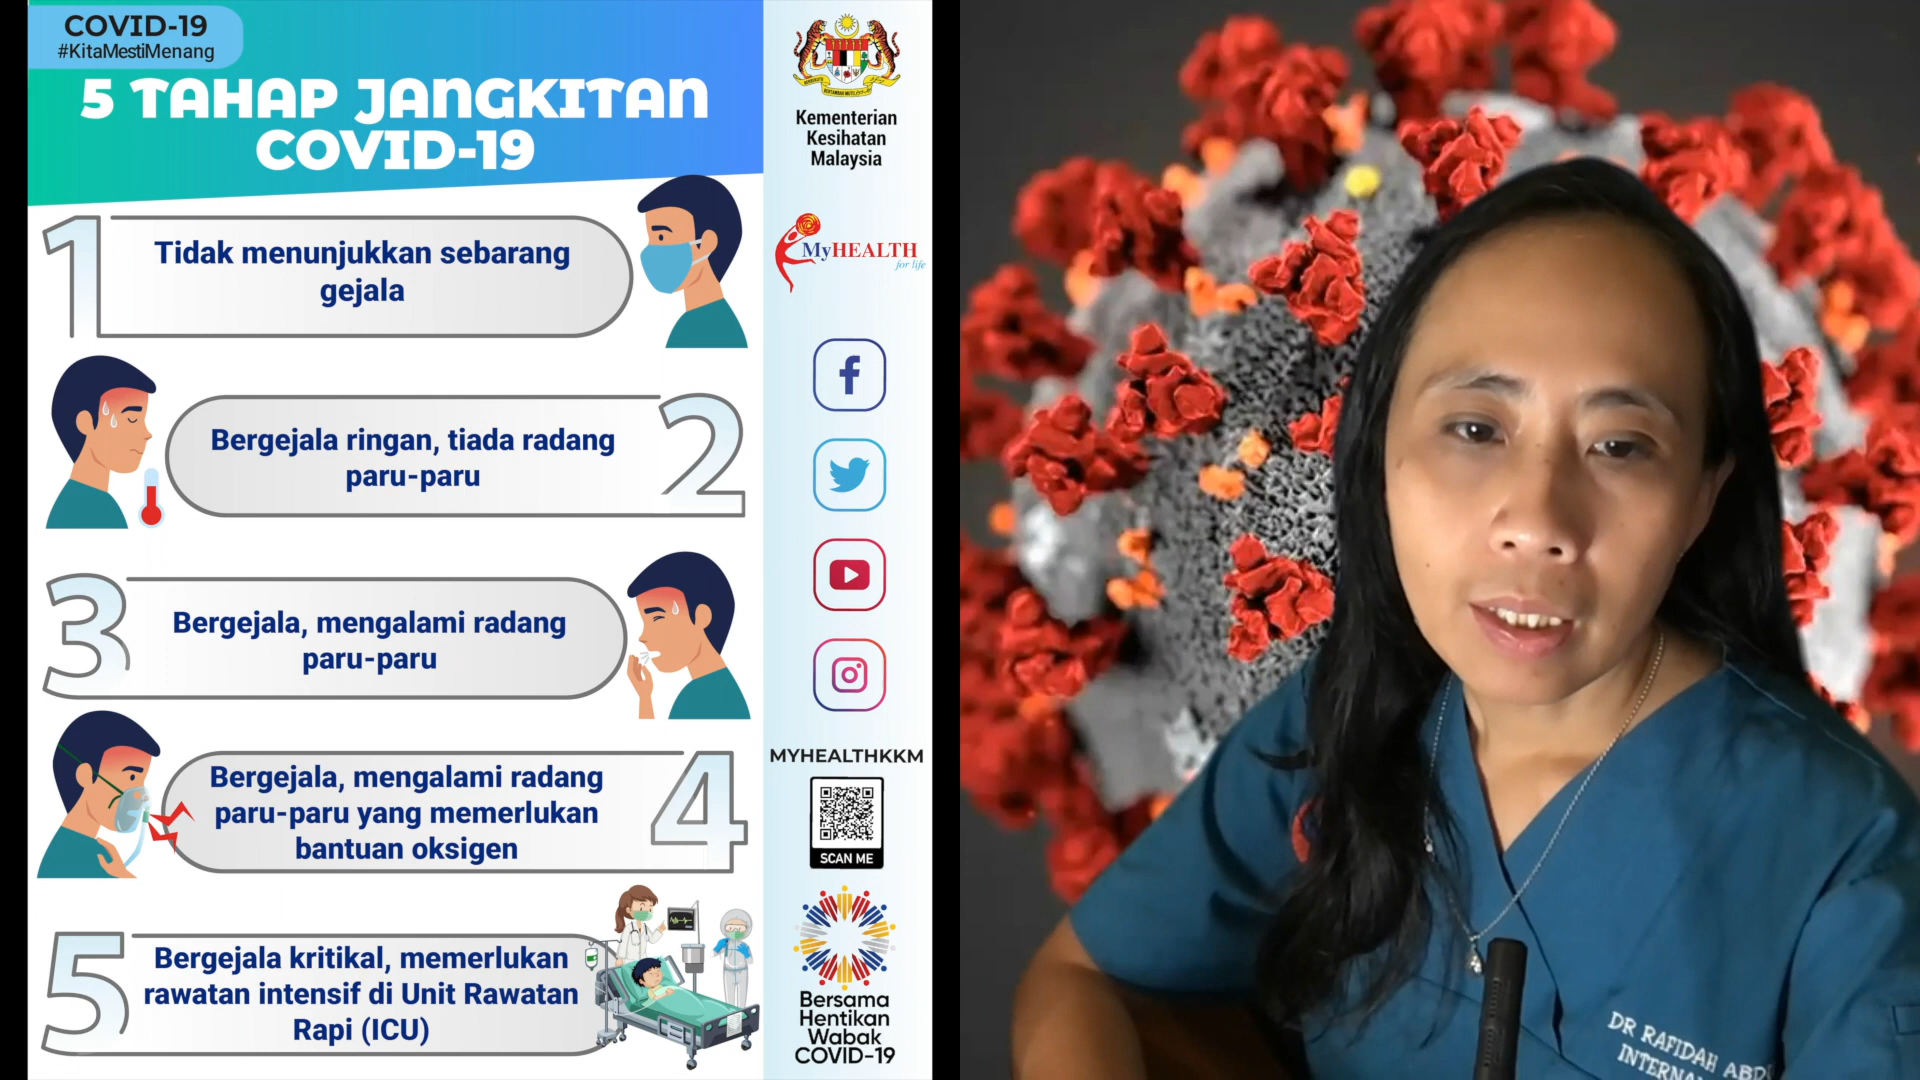 COVID-19
#KitaMestiMenang
5 TAHAP JANGKITAN
COVID-19
1
Tidak menunjukkan sebarang
gejala
2
Bergejala ringan, tiada radang
paru-paru
3
Bergejala, mengalami radang
paru-paru
4
Bergejala, mengalami radang
paru-paru yang memerlukan
bantuan oksigen
5
Bergejala kritikal, memerlukan
rawatan intensif di Unit Rawatan
Rapi (ICU)
Kementerian
Kesihatan
Malaysia
MyHEALTH
for life
MYHEALTHKKM
SCAN ME
Bersama
Hentikan
Wabak
COVID-19
DR RAFIDAH